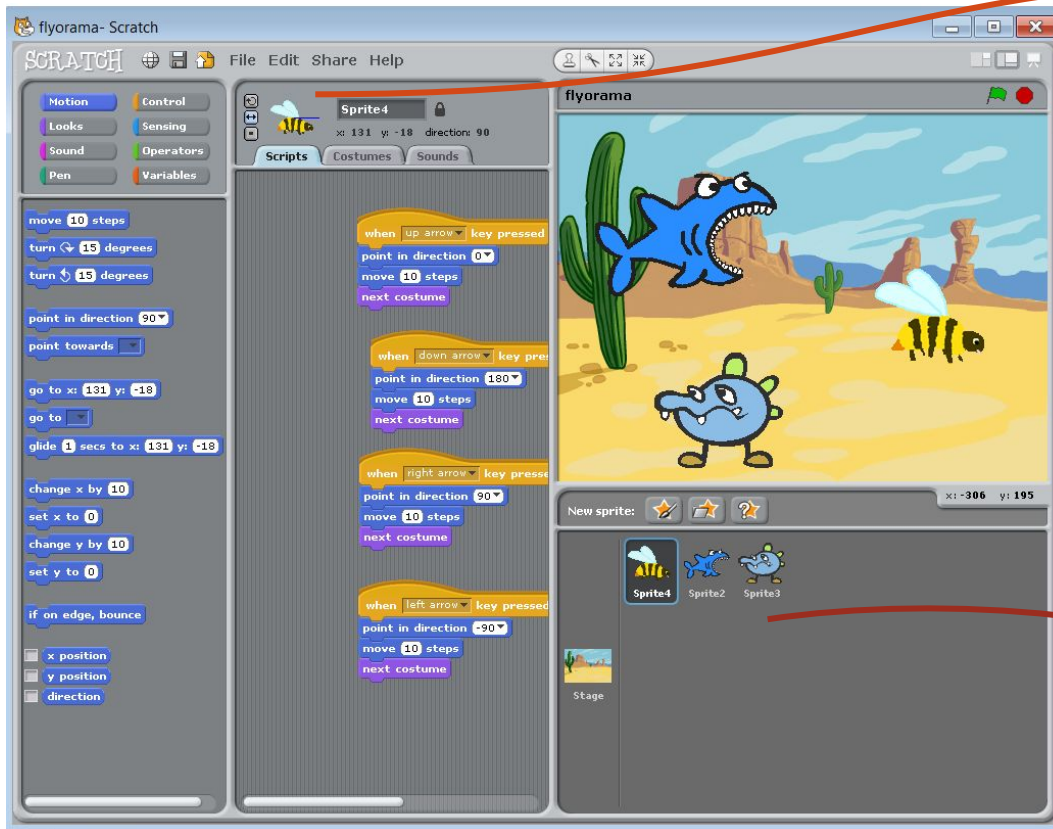 flyorama- Scratch
SCRATCH File Edit Share Help
Motion Control
Looks Sensing
Sound Operators
Pen Variables
move 10 steps
turn 15 degrees
turn 15 degrees
point in direction 90
point towards
go to x: 131 y: -18
go to
glide 1 secs to x: 131 y: -18
change x by 10
set x to 0
change y by 10
set y to 0
if on edge, bounce
x position
y position
direction
Sprite4
x: 131 y: -18 direction: 90
Scripts Costumes Sounds
when up arrow key pressed
point in direction 0
move 10 steps
next costume
when down arrow key pres
point in direction 180
move 10 steps
next costume
when right arrow key presse
point in direction 90
move 10 steps
next costume
when left arrow key pressed
point in direction -90
move 10 steps
next costume
flyorama
x: -306 y: 195
New sprite:
Sprite4 Sprite2 Sprite3
Stage